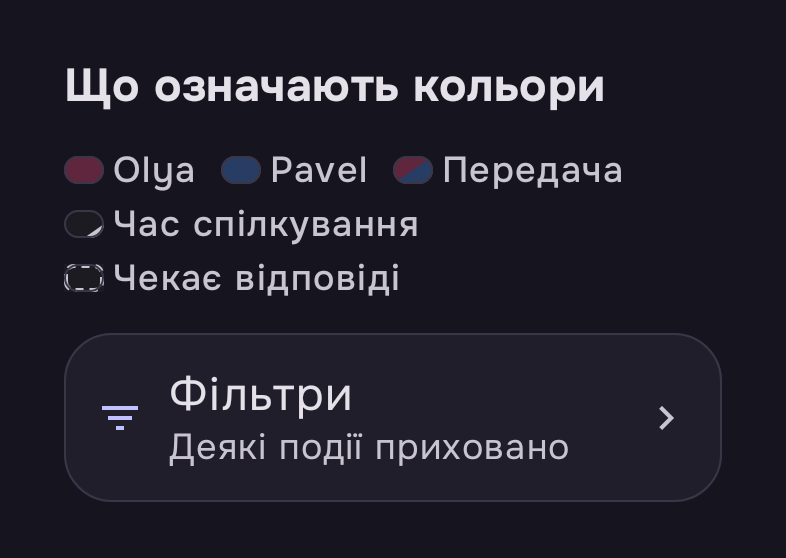 Що означають кольори
Olya Pavel Передача
Час спілкування
Чекає відповіді
Фільтри
Деякі події приховано